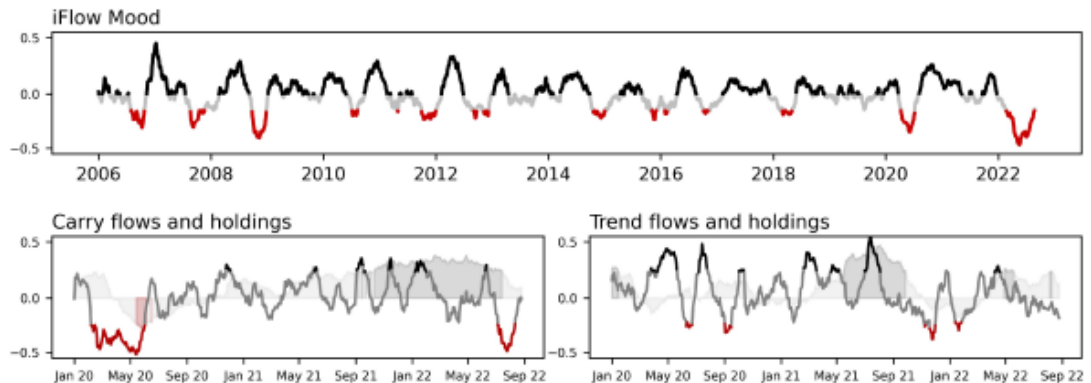 iFlow Mood
0.5
0.0
−0.5
2006 2008 2010 2012 2014 2016 2018 2020 2022
Carry flows and holdings
0.5
0.0
−0.5
Jan 20 May 20 Sep 20 Jan 21 May 21 Sep 21 Jan 22 May 22 Sep 22
Trend flows and holdings
0.5
0.0
−0.5
Jan 20 May 20 Sep 20 Jan 21 May 21 Sep 21 Jan 22 May 22 Sep 22